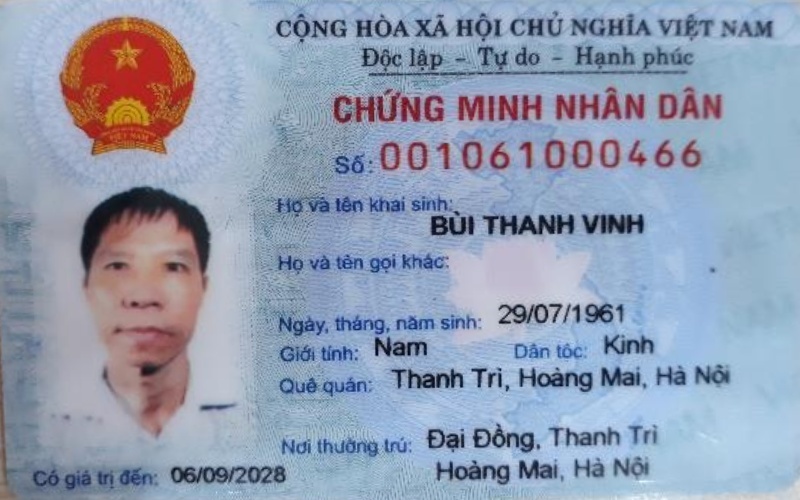 CỘNG HÒA XÃ HỘI CHỦ NGHĨA VIỆT NAM
Độc lập - Tự do - Hạnh phúc
CHỨNG MINH NHÂN DÂN
Số: 001061000466
Họ và tên khai sinh:
BÙI THANH VINH
Họ và tên gọi khác:
Ngày, tháng, năm sinh: 29/07/1961
Giới tính: Nam Dân tộc: Kinh
Quê quán: Thanh Trì, Hoàng Mai, Hà Nội
Nơi thường trú: Đại Đồng, Thanh Trì
Hoàng Mai, Hà Nội
Có giá trị đến: 06/09/2028